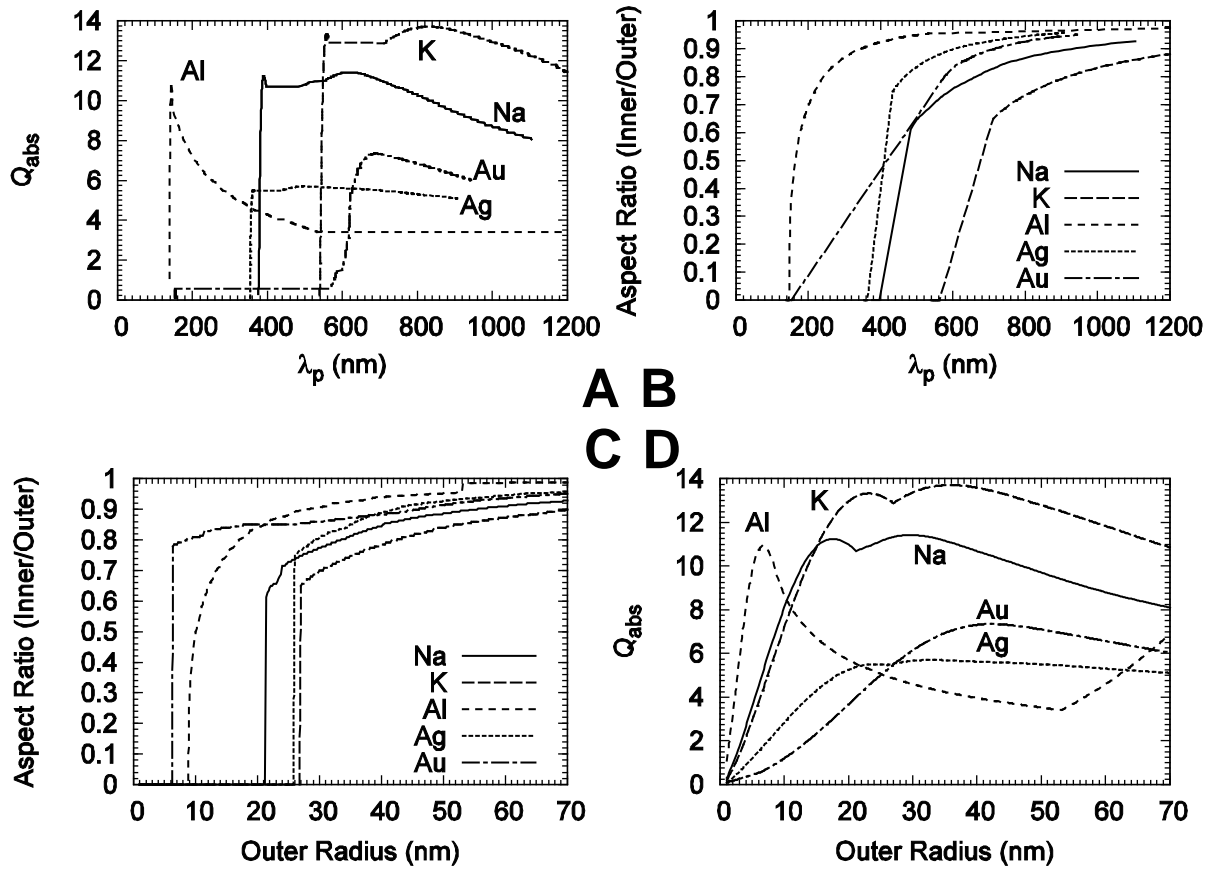 14
12
10
8
6
4
2
0
Q_abs
Al
K
Na
Au
Ag
0 200 400 600 800 1000 1200
λ_p (nm)
1
0.9
0.8
0.7
0.6
0.5
0.4
0.3
0.2
0.1
0
Aspect Ratio (Inner/Outer)
Na
K
Al
Ag
Au
0 200 400 600 800 1000 1200
λ_p (nm)
A B
C D
1
0.9
0.8
0.7
0.6
0.5
0.4
0.3
0.2
0.1
0
Aspect Ratio (Inner/Outer)
Na
K
Al
Ag
Au
0 10 20 30 40 50 60 70
Outer Radius (nm)
14
12
10
8
6
4
2
0
Q_abs
K
Al
Na
Au
Ag
0 10 20 30 40 50 60 70
Outer Radius (nm)